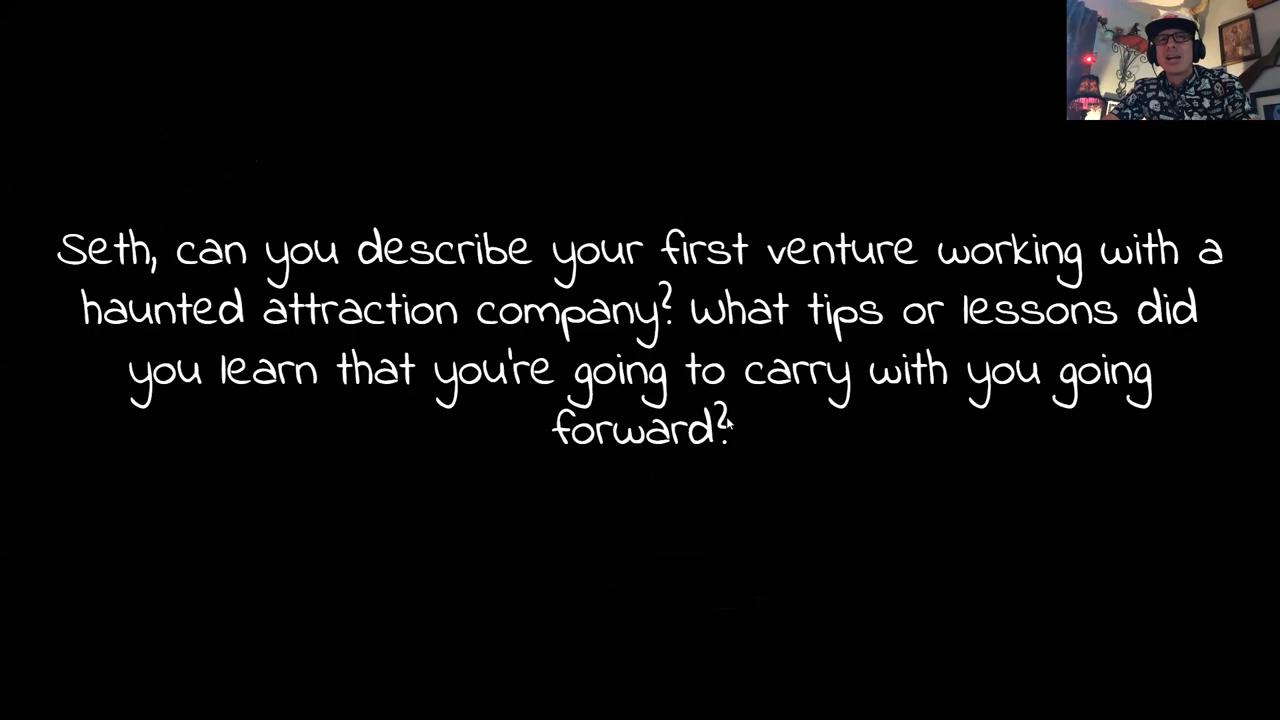 Seth, can you describe your first venture working with a
haunted attraction company? What tips or lessons did
you learn that you're going to carry with you going
forward?